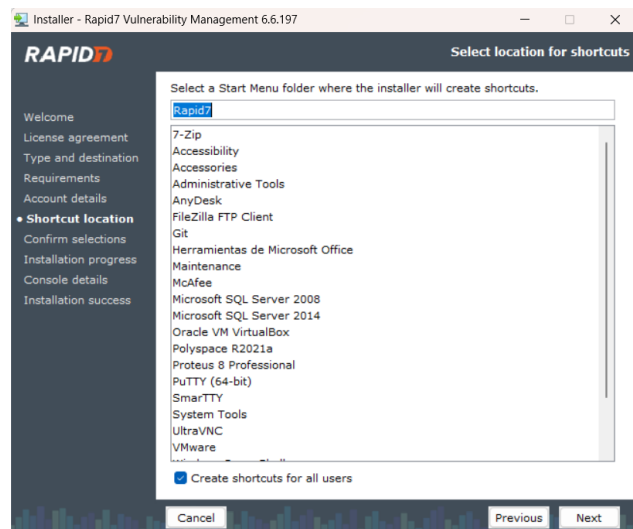 Installer - Rapid7 Vulnerability Management 6.6.197
RAPID7
Select location for shortcuts
Welcome
License agreement
Type and destination
Requirements
Account details
Shortcut location
Confirm selections
Installation progress
Console details
Installation success
Select a Start Menu folder where the installer will create shortcuts.
Rapid7
7-Zip
Accessibility
Accessories
Administrative Tools
AnyDesk
FileZilla FTP Client
Git
Herramientas de Microsoft Office
Maintenance
McAfee
Microsoft SQL Server 2008
Microsoft SQL Server 2014
Oracle VM VirtualBox
Polyspace R2021a
Proteus 8 Professional
PuTTY (64-bit)
SmarTTY
System Tools
UltraVNC
VMware
Create shortcuts for all users
Cancel
Previous
Next